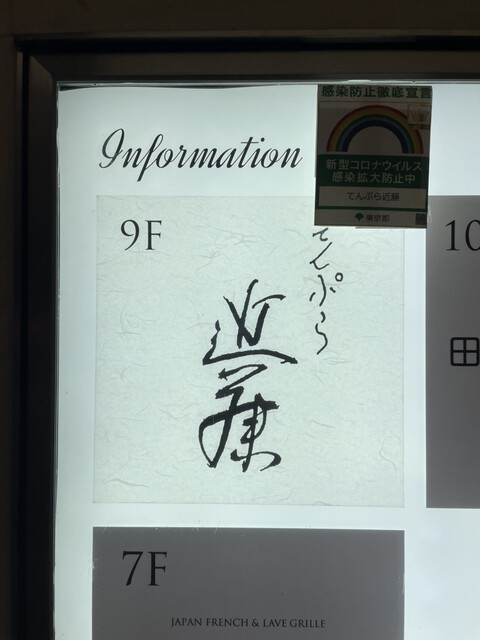 Information
感染防止徹底宣言
新型コロナウイルス
感染拡大防止中
てんぷら近藤
東京都
9F
てんぷら
近藤
10
田
7F
JAPAN FRENCH & LAVE GRILLE